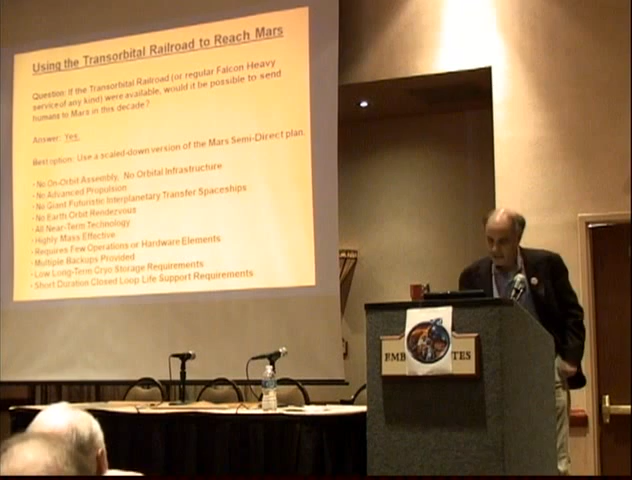 Using the Transorbital Railroad to Reach Mars
Question: If the Transorbital Railroad (or regular Falcon Heavy
service of any kind) were available, would it be possible to send
humans to Mars in this decade?
Answer: Yes.
Best option: Use a scaled-down version of the Mars Semi-Direct plan.
- No On-Orbit Assembly, No Orbital Infrastructure
- No Advanced Propulsion
- No Giant Futuristic Interplanetary Transfer Spaceships
- No Earth Orbit Rendezvous
- All Near-Term Technology
- Highly Mass Effective
- Requires Few Operations or Hardware Elements
- Multiple Backups Provided
- Low Long-Term Cryo Storage Requirements
- Short Duration Closed Loop Life Support Requirements
EMB TES